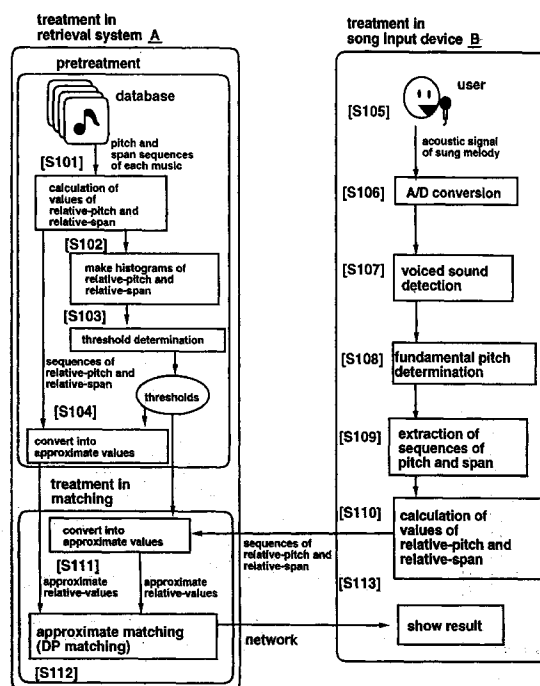 treatment in
retrieval system A
pretreatment
database
pitch and
span sequences
of each music
[S101]
calculation of
values of
relative-pitch and
relative-span
[S102]
make histograms of
relative-pitch and
relative-span
[S103]
threshold determination
sequences of
relative-pitch and
relative-span
thresholds
[S104]
convert into
approximate values
treatment in
matching
convert into
approximate values
[S111]
approximate
relative-values
approximate
relative-values
approximate matching
(DP matching)
[S112]
treatment in
song input device B
[S105]
user
acoustic signal
of sung melody
[S106]
A/D conversion
[S107]
voiced sound
detection
[S108]
fundamental pitch
determination
[S109]
extraction of
sequences of
pitch and span
[S110]
calculation of
values of
relative-pitch and
relative-span
sequences of
relative-pitch and
relative-span
[S113]
show result
network